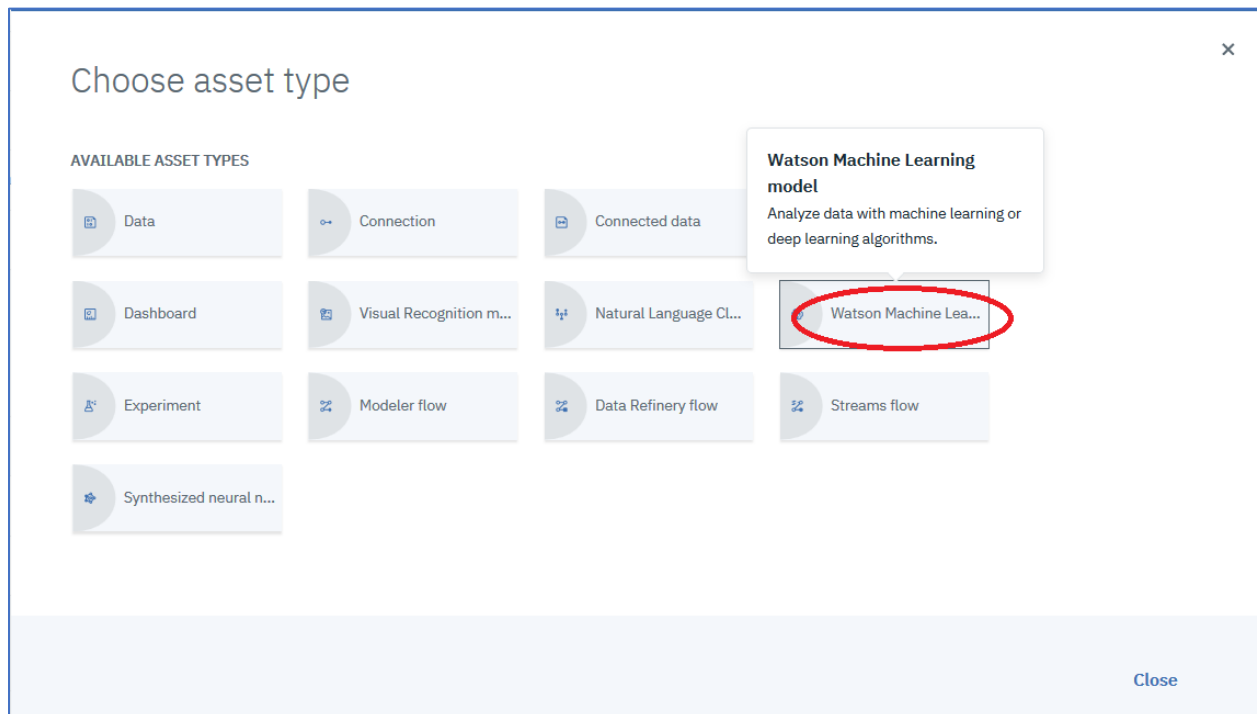 ×
Choose asset type
AVAILABLE ASSET TYPES
Watson Machine Learning
model
Analyze data with machine learning or
deep learning algorithms.
Data
Connection
Connected data
Dashboard
Visual Recognition m...
Natural Language Cl...
Watson Machine Lea...
Experiment
Modeler flow
Data Refinery flow
Streams flow
Synthesized neural n...
Close